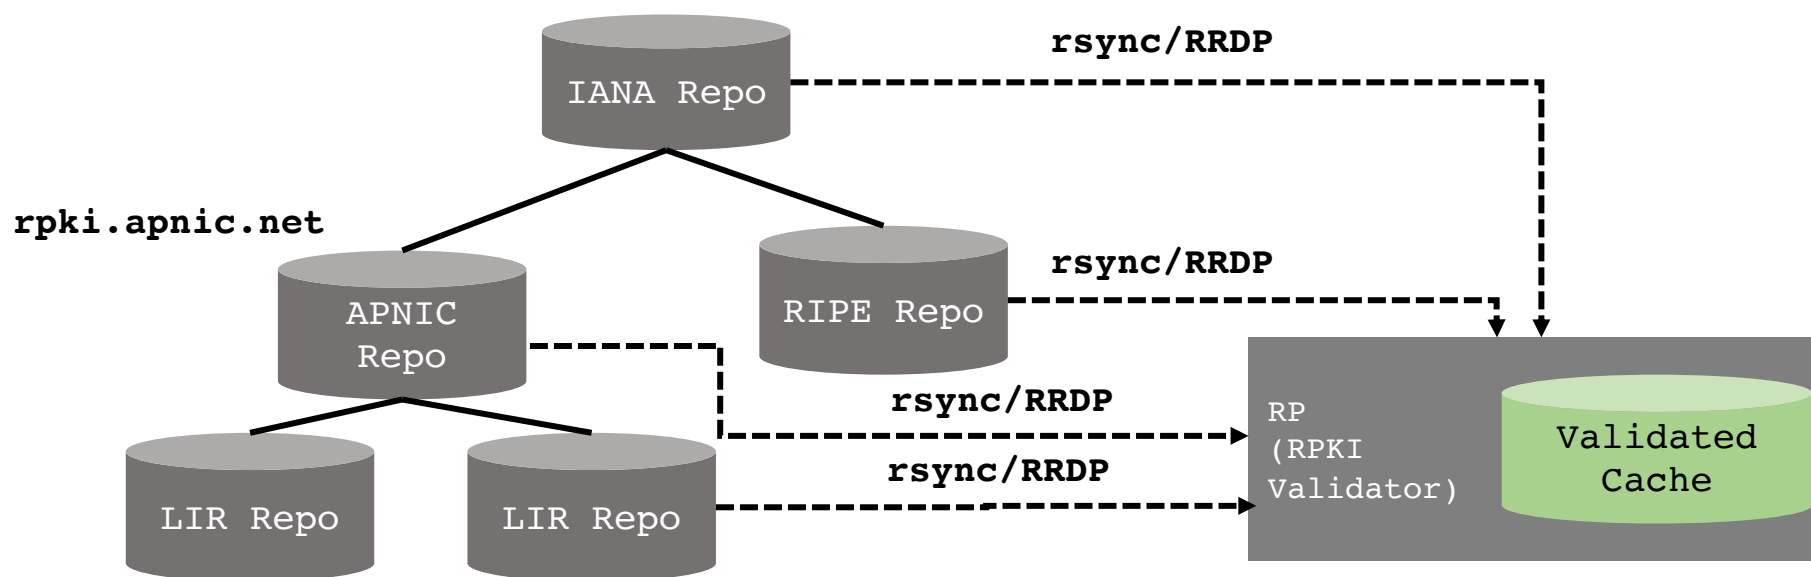 rsync/RRDP
IANA Repo
rpki.apnic.net
APNIC
Repo
RIPE Repo
rsync/RRDP
rsync/RRDP
rsync/RRDP
LIR Repo
LIR Repo
RP
(RPKI
Validator)
Validated
Cache